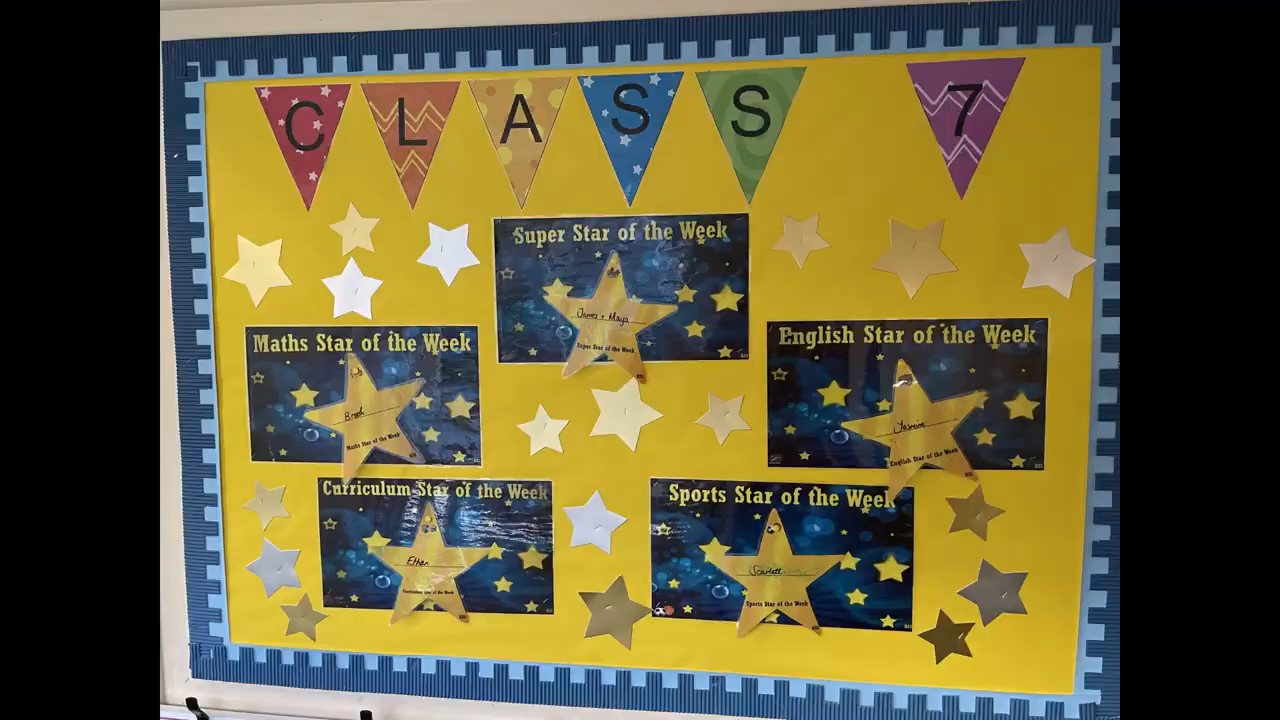 CLASS 7
Super Star of the Week
James + Maya
Super Star of the Week
Maths Star of the Week
Brook
Maths Star of the Week
English Star of the Week
English Star of the Week
Curriculum Star of the Week
Ethan
Curriculum Star of the Week
Sports Star of the Week
Scarlett
Sports Star of the Week